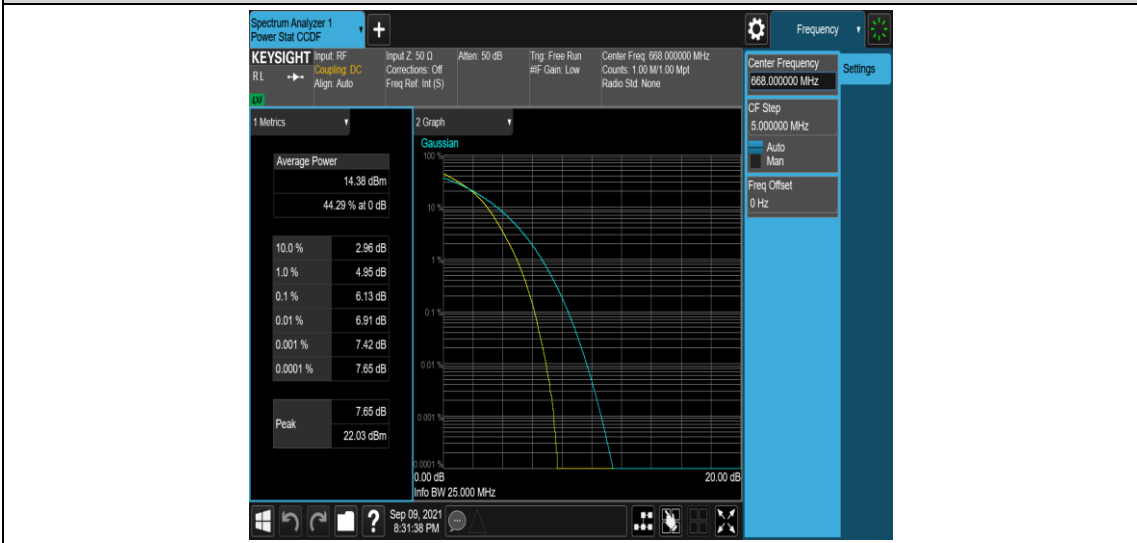 Spectrum Analyzer 1
Power Stat CCDF
+
Frequency
KEYSIGHT
RL
LXI
Input: RF
Coupling: DC
Align: Auto
Input Z: 50 Ω
Corrections: Off
Freq Ref: Int (S)
Atten: 50 dB
Trig: Free Run
#IF Gain: Low
Center Freq: 668.000000 MHz
Counts: 1.00 M/1.00 Mpt
Radio Std: None
Center Frequency
668.000000 MHz
Settings
CF Step
5.000000 MHz
Auto
Man
Freq Offset
0 Hz
1 Metrics
Average Power
14.38 dBm
44.29 % at 0 dB
10.0 % 2.96 dB
1.0 % 4.95 dB
0.1 % 6.13 dB
0.01 % 6.91 dB
0.001 % 7.42 dB
0.0001 % 7.65 dB
Peak
7.65 dB
22.03 dBm
2 Graph
Gaussian
100 %
10 %
1 %
0.1 %
0.01 %
0.001 %
0.0001 %
0.00 dB 20.00 dB
Info BW 25.000 MHz
?
Sep 09, 2021
8:31:38 PM